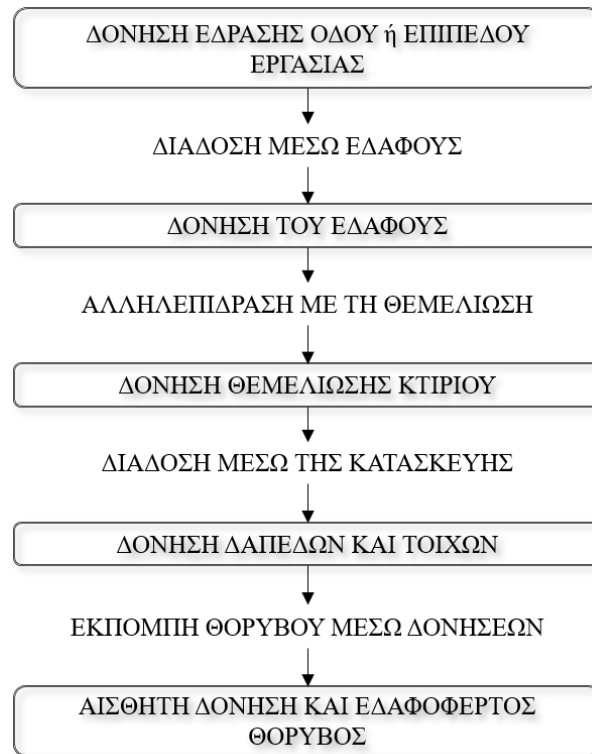 ΔΟΝΗΣΗ ΕΔΡΑΣΗΣ ΟΔΟΥ ή ΕΠΙΠΕΔΟΥ
ΕΡΓΑΣΙΑΣ
ΔΙΑΔΟΣΗ ΜΕΣΩ ΕΔΑΦΟΥΣ
ΔΟΝΗΣΗ ΤΟΥ ΕΔΑΦΟΥΣ
ΑΛΛΗΛΕΠΙΔΡΑΣΗ ΜΕ ΤΗ ΘΕΜΕΛΙΩΣΗ
ΔΟΝΗΣΗ ΘΕΜΕΛΙΩΣΗΣ ΚΤΙΡΙΟΥ
ΔΙΑΔΟΣΗ ΜΕΣΩ ΤΗΣ ΚΑΤΑΣΚΕΥΗΣ
ΔΟΝΗΣΗ ΔΑΠΕΔΩΝ ΚΑΙ ΤΟΙΧΩΝ
ΕΚΠΟΜΠΗ ΘΟΡΥΒΟΥ ΜΕΣΩ ΔΟΝΗΣΕΩΝ
ΑΙΣΘΗΤΗ ΔΟΝΗΣΗ ΚΑΙ ΕΔΑΦΟΦΕΡΤΟΣ
ΘΟΡΥΒΟΣ